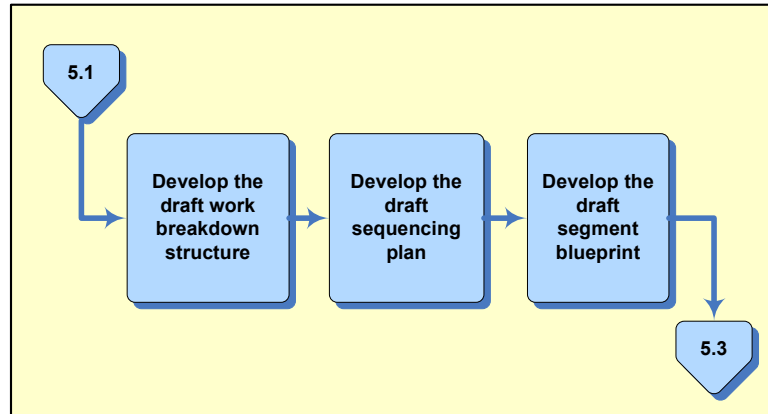 5.1
Develop the
draft work
breakdown
structure
Develop the
draft
sequencing
plan
Develop the
draft
segment
blueprint
5.3